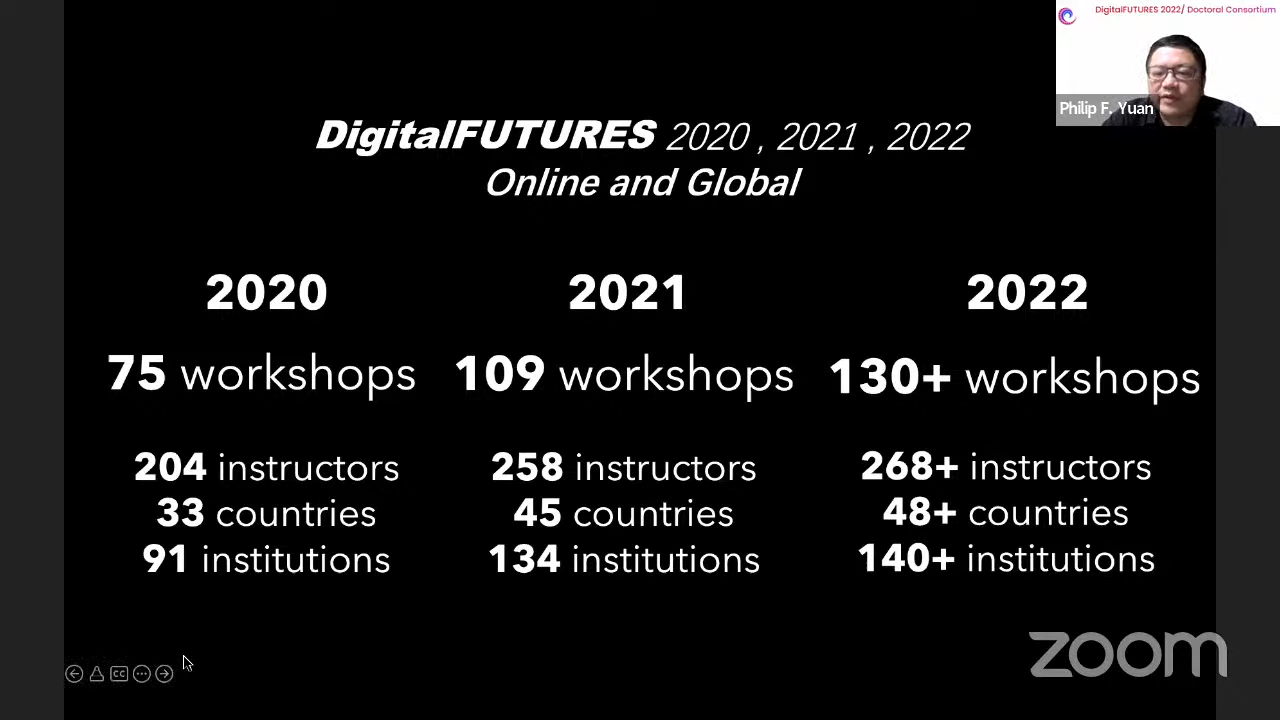 DigitalFUTURES 2022/ Doctoral Consortium
Philip F. Yuan
DigitalFUTURES 2020 , 2021 , 2022
Online and Global
2020
75 workshops
204 instructors
33 countries
91 institutions
2021
109 workshops
258 instructors
45 countries
134 institutions
2022
130+ workshops
268+ instructors
48+ countries
140+ institutions
CC
zoom